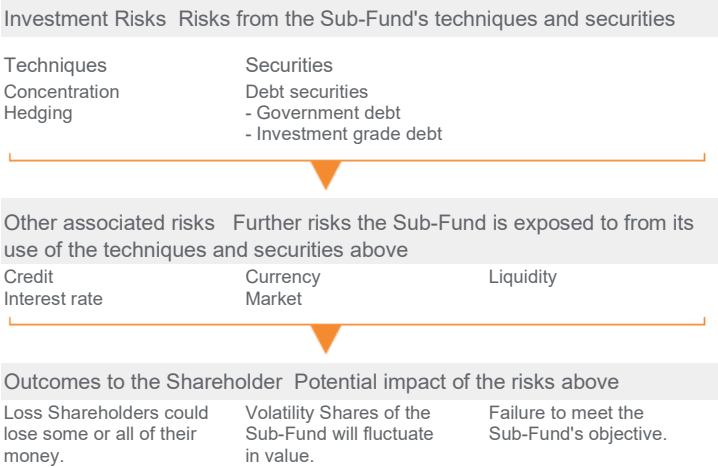 Investment Risks  Risks from the Sub-Fund's techniques and securities
Techniques
Concentration
Hedging
Securities
Debt securities
- Government debt
- Investment grade debt
Other associated risks  Further risks the Sub-Fund is exposed to from its
use of the techniques and securities above
Credit
Interest rate
Currency
Market
Liquidity
Outcomes to the Shareholder  Potential impact of the risks above
Loss Shareholders could
lose some or all of their
money.
Volatility Shares of the
Sub-Fund will fluctuate
in value.
Failure to meet the
Sub-Fund's objective.